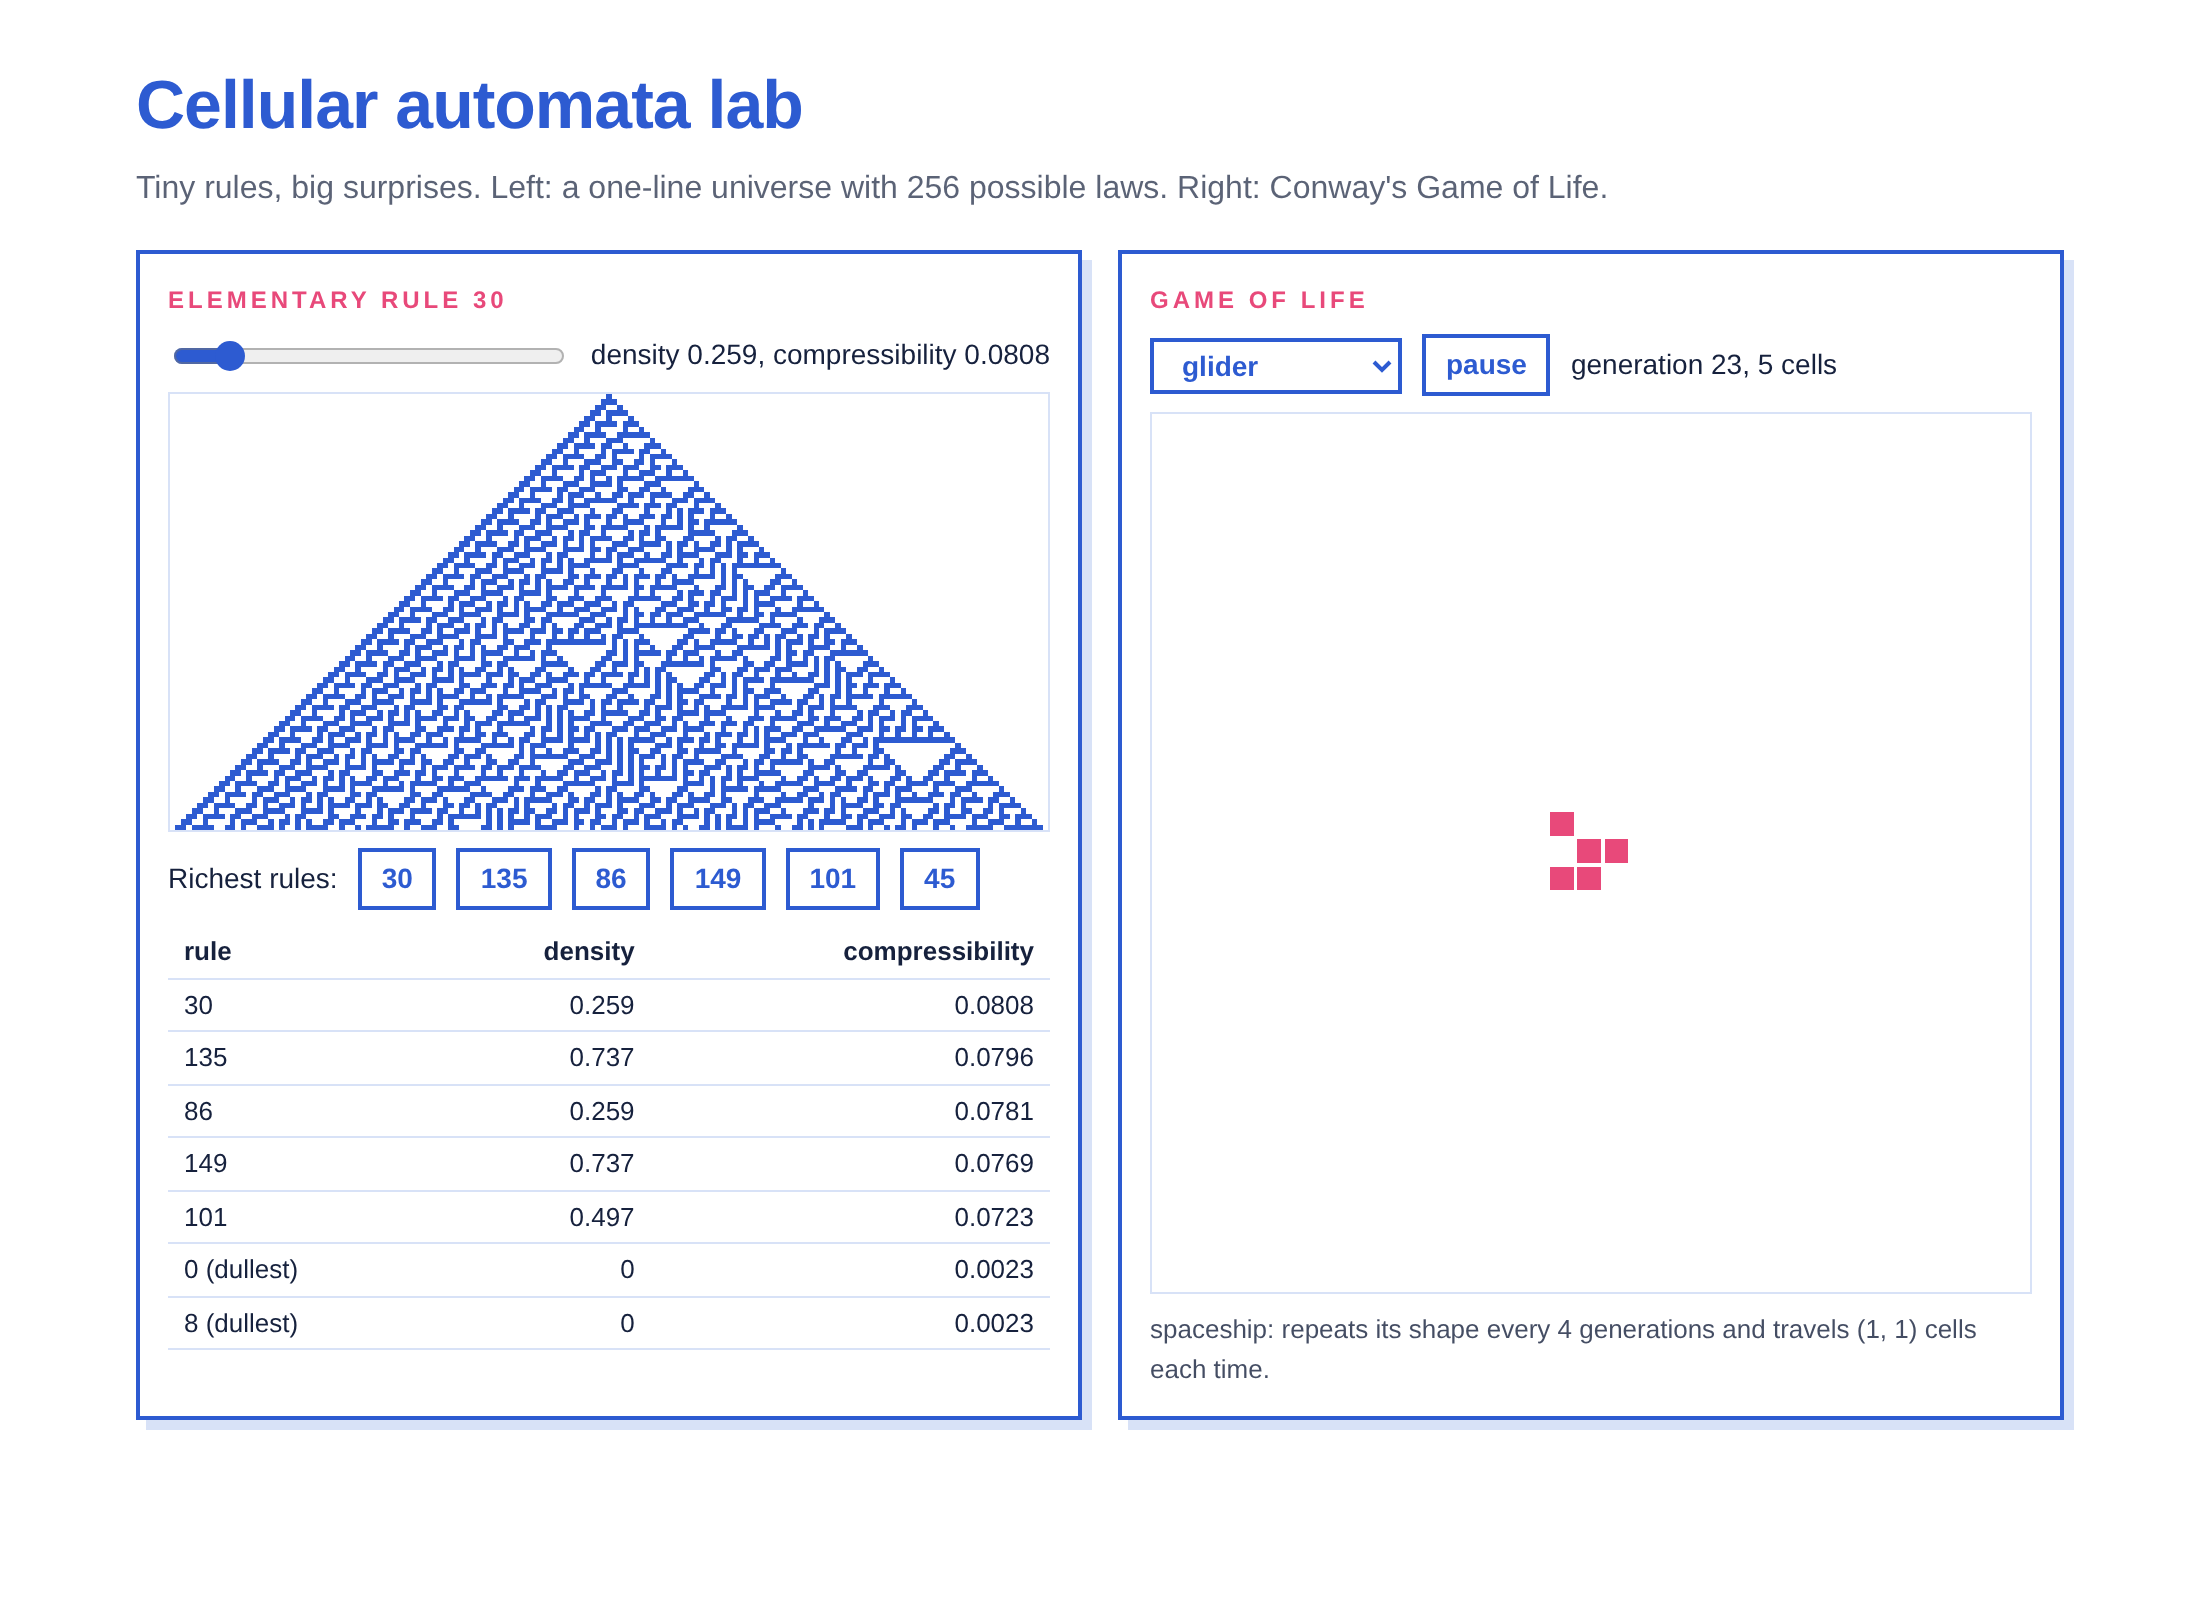 Cellular automata lab
Tiny rules, big surprises. Left: a one-line universe with 256 possible laws. Right: Conway's Game of Life.
ELEMENTARY RULE 30
density 0.259, compressibility 0.0808
Richest rules: 30 135 86 149 101 45
rule density compressibility
30 0.259 0.0808
135 0.737 0.0796
86 0.259 0.0781
149 0.737 0.0769
101 0.497 0.0723
0 (dullest) 0 0.0023
8 (dullest) 0 0.0023
GAME OF LIFE
glider pause generation 23, 5 cells
spaceship: repeats its shape every 4 generations and travels (1, 1) cells
each time.